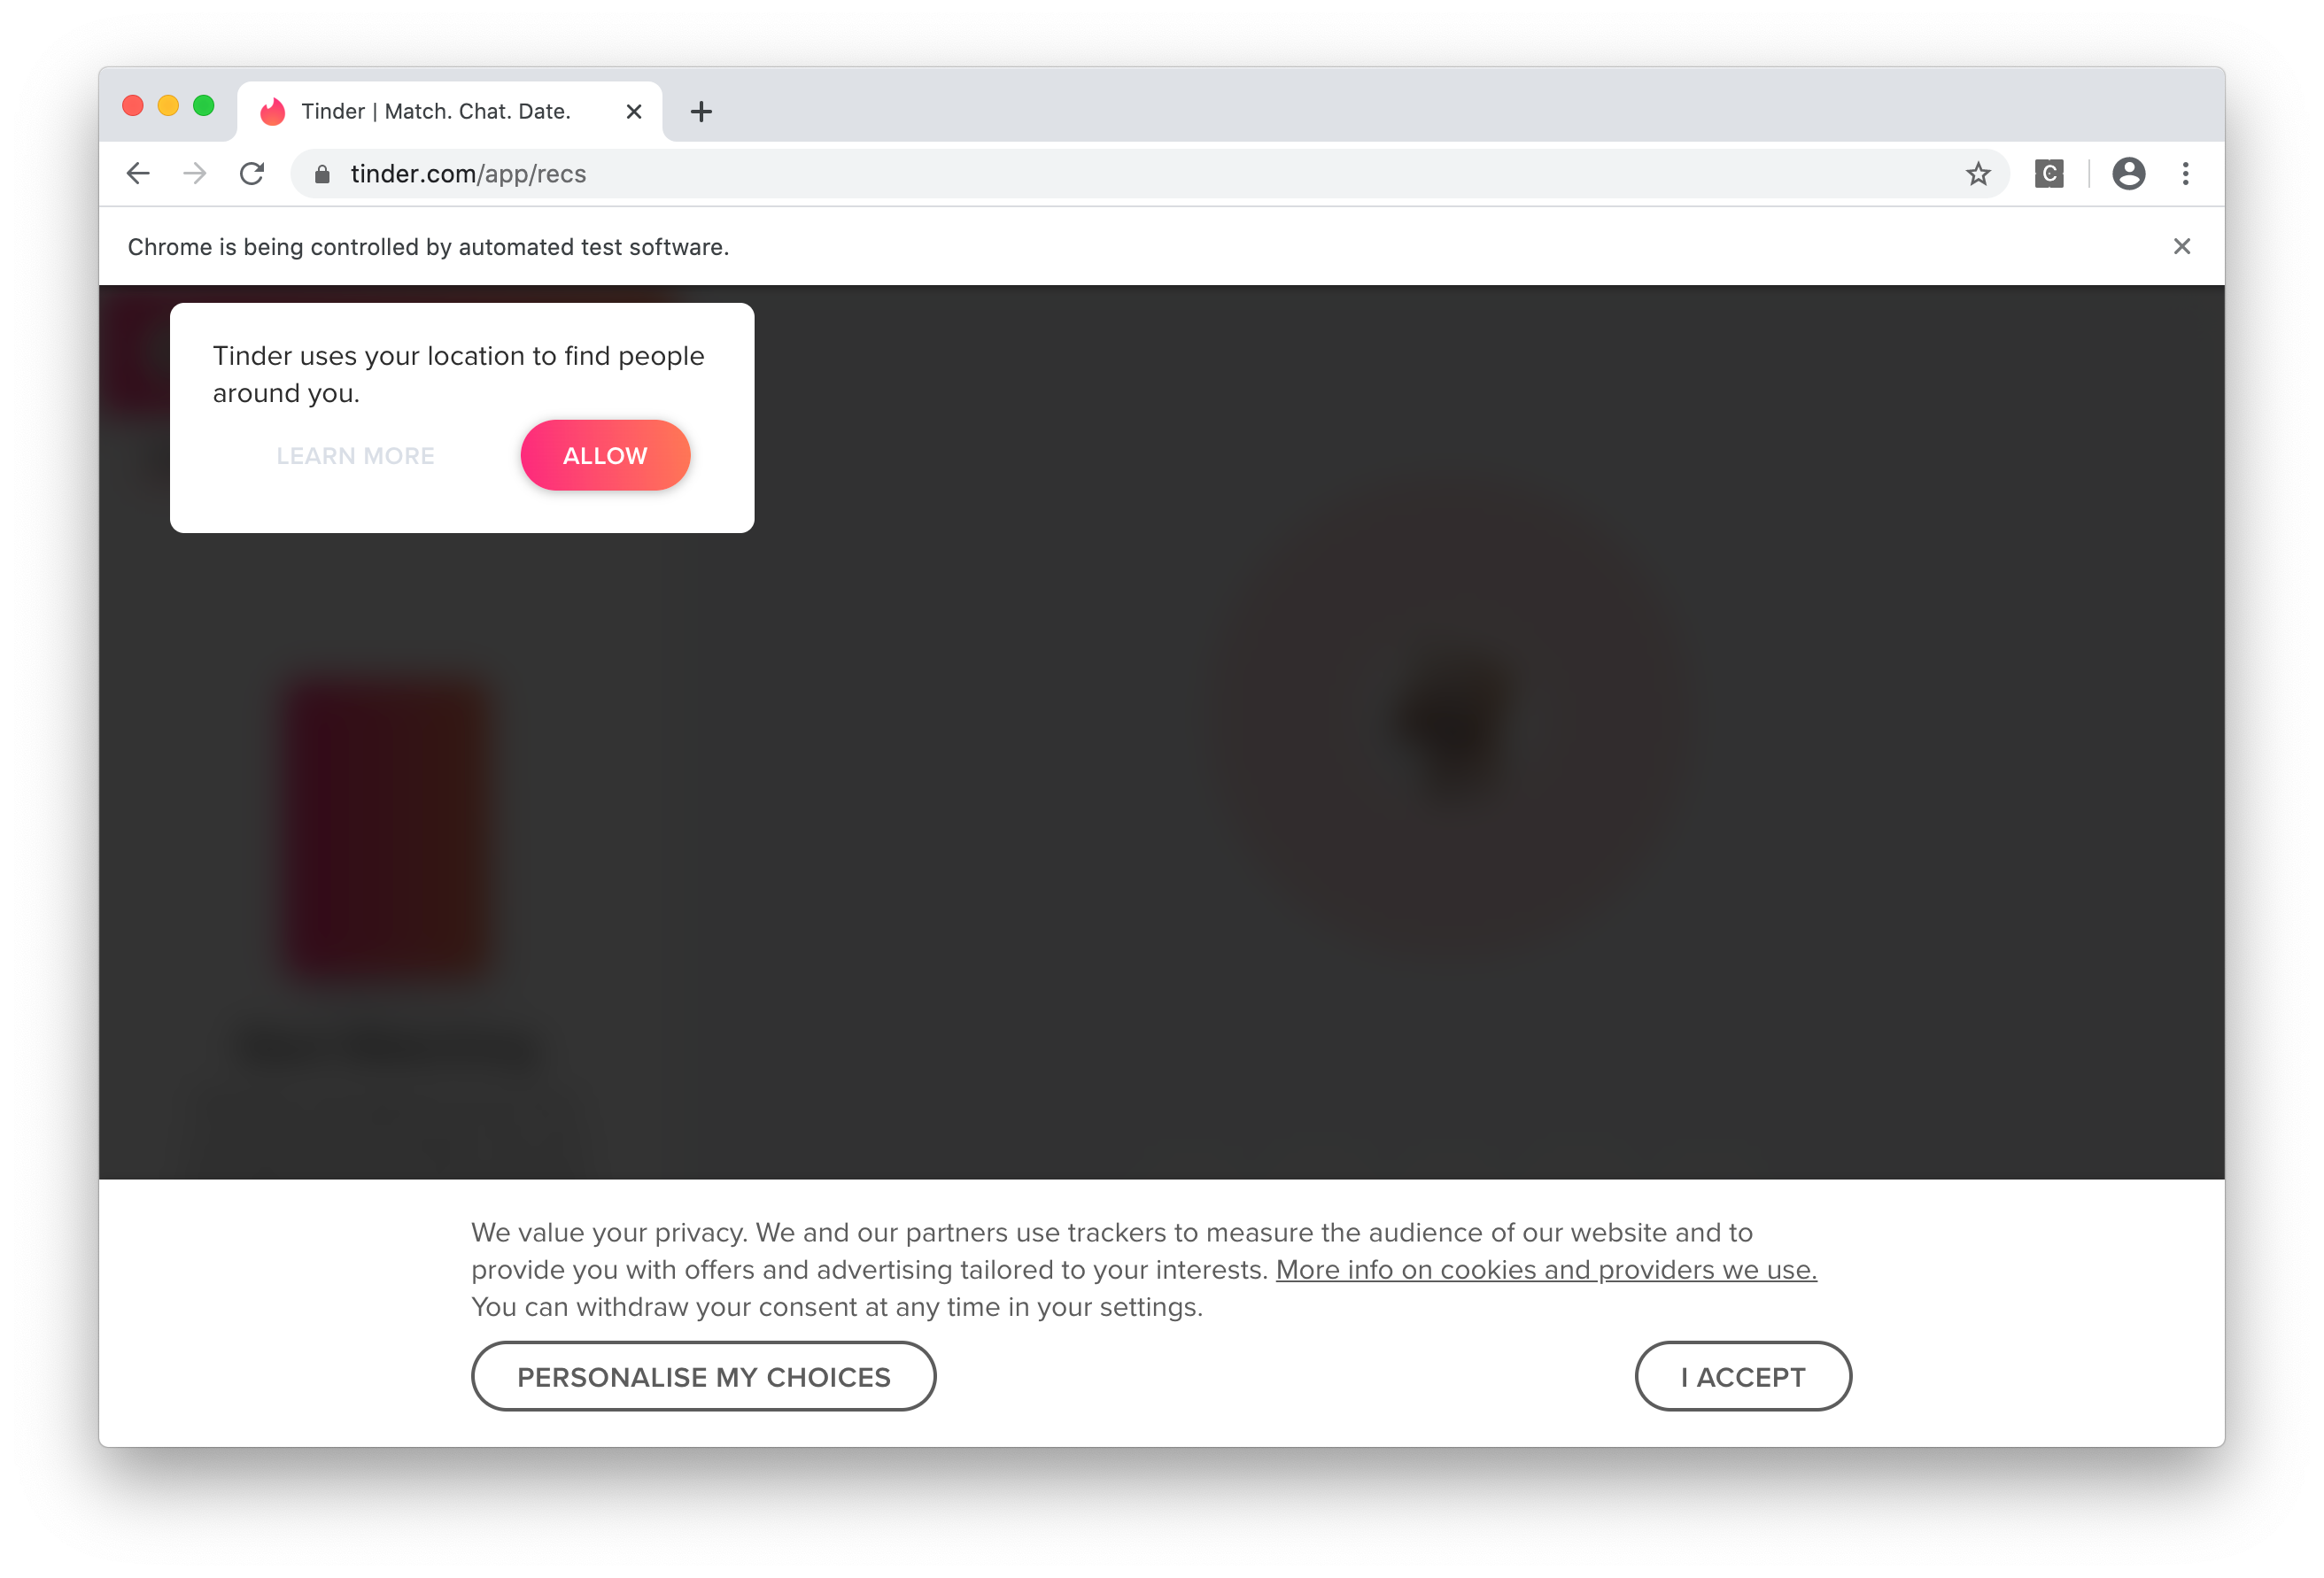 Tinder | Match. Chat. Date.
tinder.com/app/recs
C
Chrome is being controlled by automated test software.
Tinder uses your location to find people
around you.
LEARN MORE
ALLOW
We value your privacy. We and our partners use trackers to measure the audience of our website and to
provide you with offers and advertising tailored to your interests. More info on cookies and providers we use.
You can withdraw your consent at any time in your settings.
PERSONALISE MY CHOICES
I ACCEPT